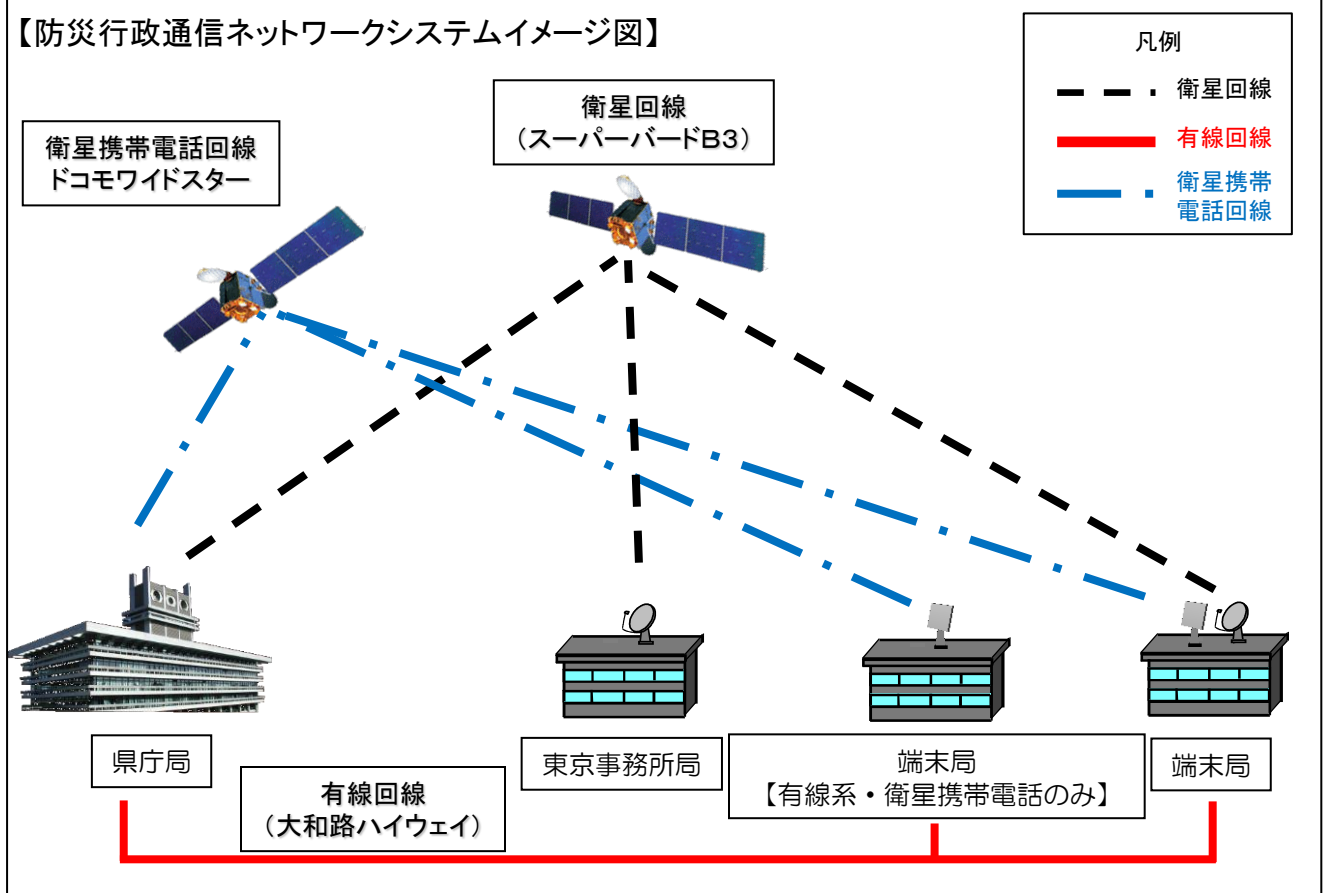 【防災行政通信ネットワークシステムイメージ図】
凡例
衛星回線
有線回線
衛星携帯
電話回線
衛星回線
(スーパーバードB3)
衛星携帯電話回線
ドコモワイドスター
県庁局
東京事務所局
端末局
【有線系・衛星携帯電話のみ】
端末局
有線回線
(大和路ハイウェイ)